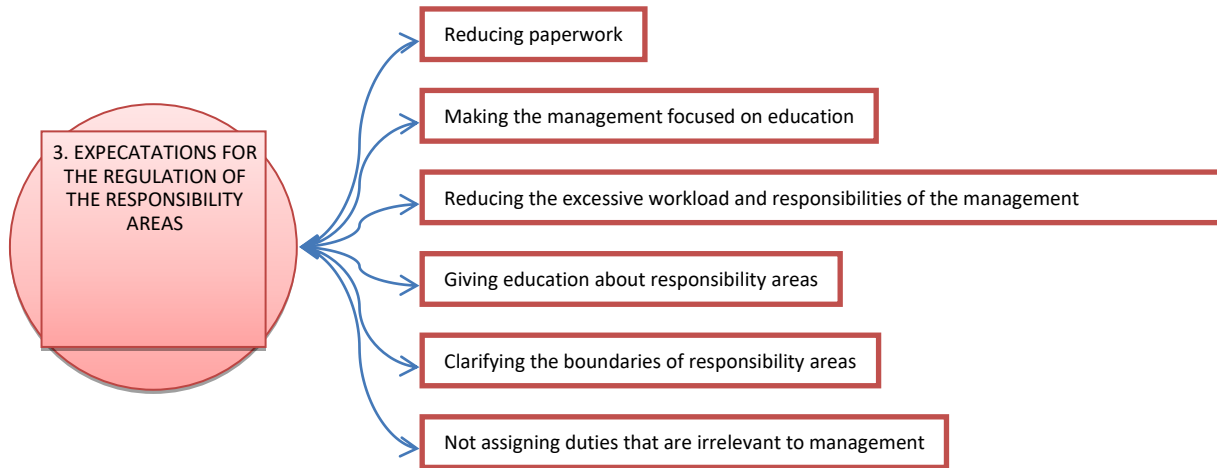 3. EXPECATATIONS FOR
THE REGULATION OF
THE RESPONSIBILITY
AREAS
Reducing paperwork
Making the management focused on education
Reducing the excessive workload and responsibilities of the management
Giving education about responsibility areas
Clarifying the boundaries of responsibility areas
Not assigning duties that are irrelevant to management